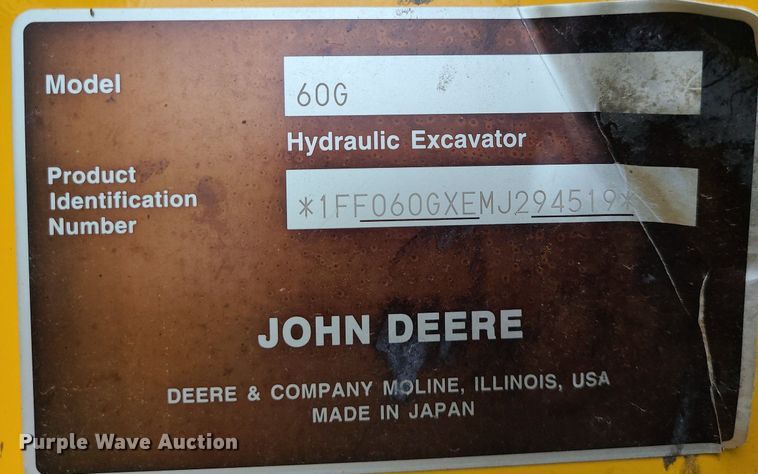 Model
60G
Hydraulic Excavator
Product
Identification
Number
*1FF060GXEMJ294519*
JOHN DEERE
DEERE & COMPANY MOLINE, ILLINOIS, USA
MADE IN JAPAN
Purple Wave Auction